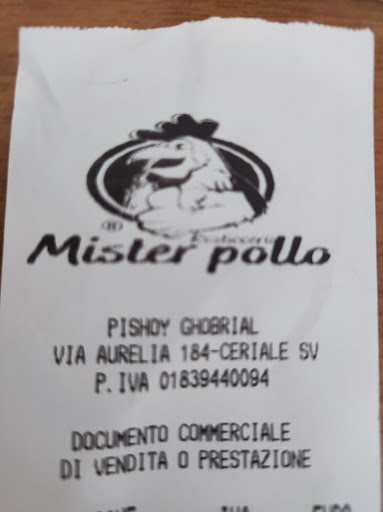 Mister pollo
PISHOY GHOBRIAL
VIA AURELIA 184-CERIALE SV
P. IVA 01839440094
DOCUMENTO COMMERCIALE
DI VENDITA O PRESTAZIONE